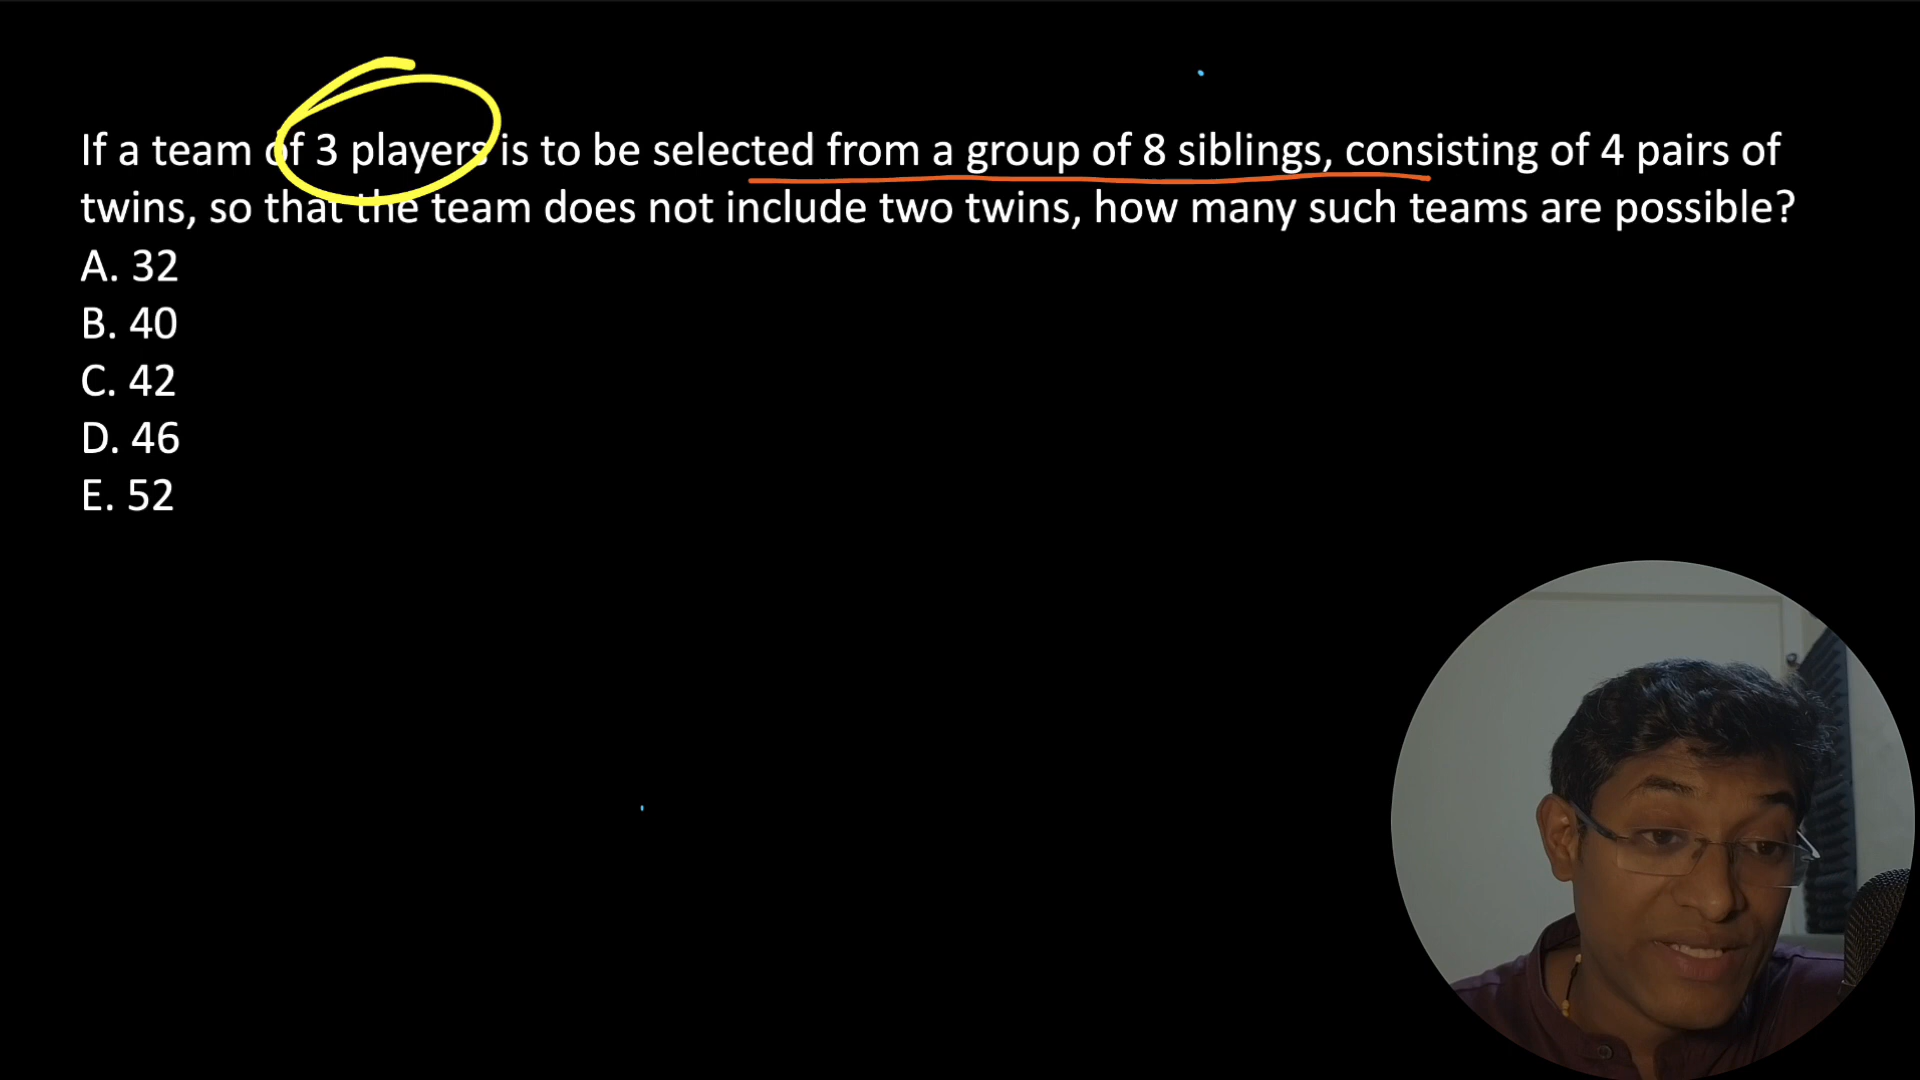 If a team of 3 players is to be selected from a group of 8 siblings, consisting of 4 pairs of
twins, so that the team does not include two twins, how many such teams are possible?
A. 32
B. 40
C. 42
D. 46
E. 52